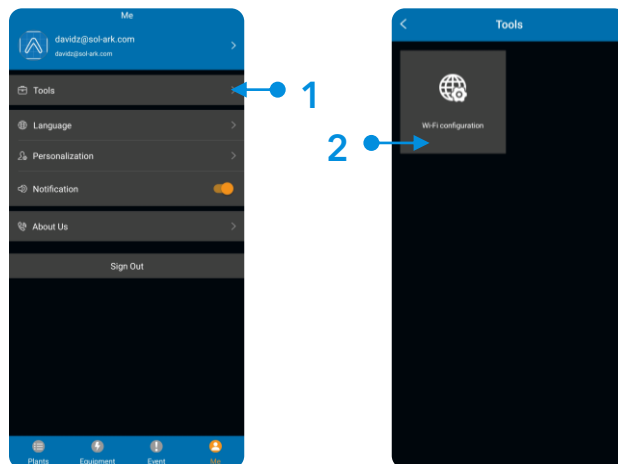 Me
davidz@sol-ark.com
davidz@sol-ark.com
Tools
1
Language
Personalization
Notification
About Us
Sign Out
Plants
Equipment
Event
Me
Tools
Wi-Fi configuration
2